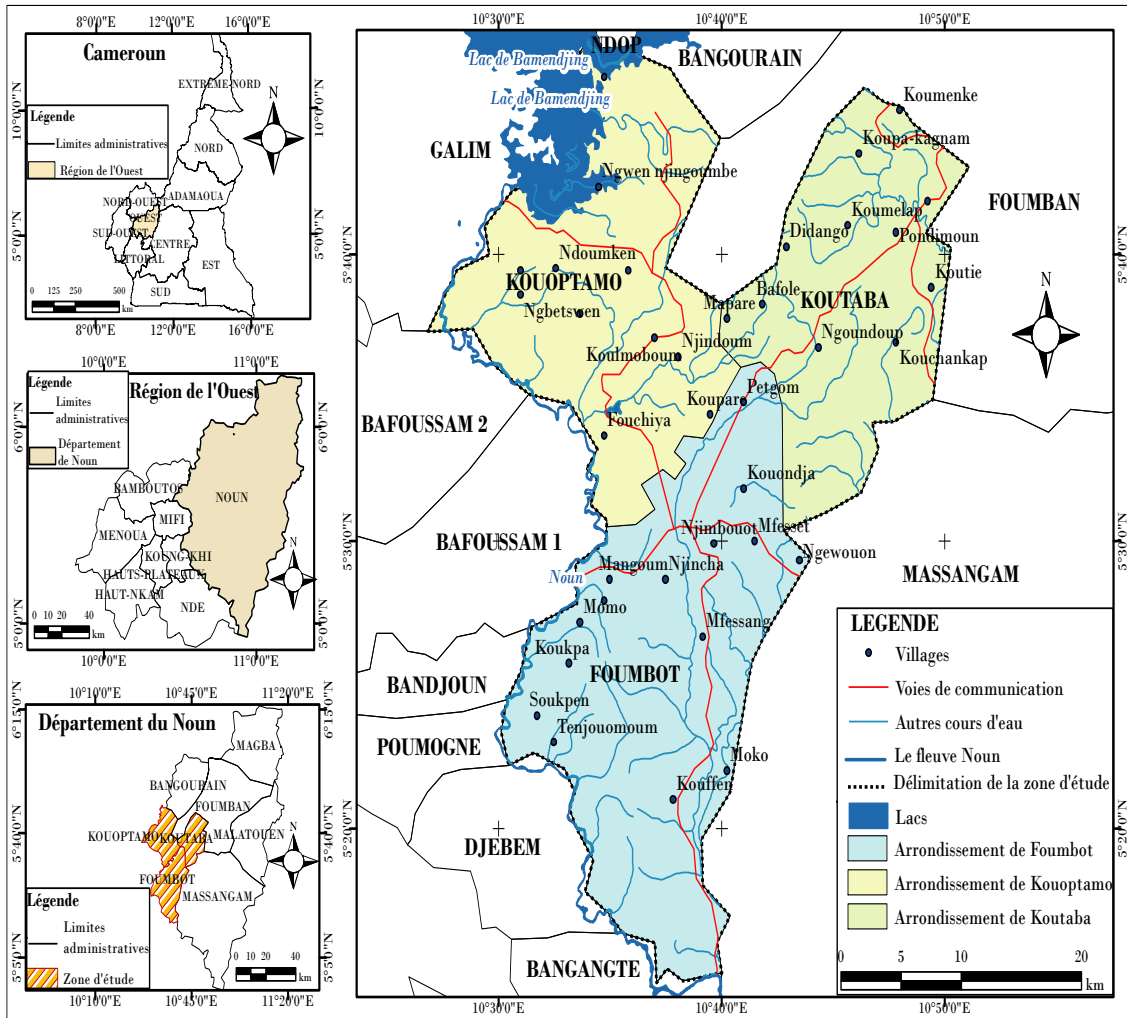 8°0'0"E 12°0'0"E 16°0'0"E
Cameroun
EXTRÊME-NORD
N
10°0'0"N
10°0'0"N
Légende
Limites administratives
Région de l'Ouest
NORD
ADAMAOUA
NORD-OUEST
OUEST
SUD-OUEST
CENTRE
LITTORAL
EST
SUD
5°0'0"N
5°0'0"N
0 125 250 500
km
8°0'0"E 12°0'0"E 16°0'0"E
10°0'0"E 11°0'0"E
Région de l'Ouest
Légende
Limites
administratives
Département
de Noun
6°0'0"N
6°0'0"N
BAMBOUTOS
NOUN
MIFI
MENOUA
KOUNG-KHI
HAUTS-PLATEAUX
HAUT-NKAM
NDE
N
5°0'0"N
5°0'0"N
0 10 20 40
km
10°0'0"E 11°0'0"E
10°10'0"E 10°45'0"E 11°20'0"E
Département du Noun
6°15'0"N
6°15'0"N
MAGBA
BANGOURAIN
FOUMBAN
KOUOPTAMO
KOUTABA
MALATOUEN
FOUMBOT
MASSANGAM
N
5°40'0"N
5°40'0"N
Légende
Limites
administratives
Zone d'étude
0 10 20 40
km
5°5'0"N
5°5'0"N
10°10'0"E 10°45'0"E 11°20'0"E
10°30'0"E 10°40'0"E 10°50'0"E
NDOP
Lac de Bamendjing
BANGOURAIN
Lac de Bamendjing
Koumenke
GALIM
Koupa-kagnam
Ngwen njingoumbe
FOUMBAN
Koumelap
Didango
Pondimoun
5°40'0"N
5°40'0"N
Ndoumken
KOUOPTAMO
Koutie
Bafole
KOUTABA
Mapare
Ngbetswen
Njindoum
Ngoundoup
Koulmoboum
Kouchankap
N
Petgom
Koupare
BAFOUSSAM 2
Fouchiya
Kouondja
Njimbouot
Mfesset
BAFOUSSAM 1
Ngewouon
5°30'0"N
5°30'0"N
Noun
Mangoum
Njincha
MASSANGAM
Momo
Mfessang
Koukpa
FOUMBOT
BANDJOUN
Soukpen
Tenjouomoum
POUMOGNE
Moko
Kouffen
DJEBEM
5°20'0"N
5°20'0"N
BANGANGTE
LEGENDE
Villages
Voies de communication
Autres cours d'eau
Le fleuve Noun
Délimitation de la zone d'étude
Lacs
Arrondissement de Foumbot
Arrondissement de Kouoptamo
Arrondissement de Koutaba
0 5 10 20
km
10°30'0"E 10°40'0"E 10°50'0"E